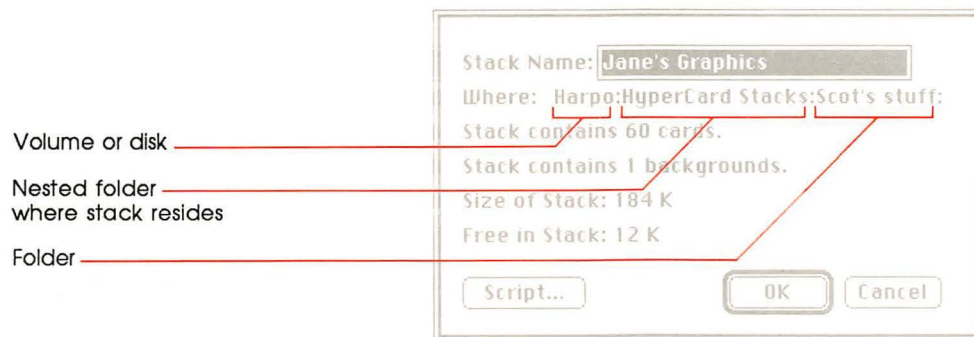 Stack Name: Jane's Graphics
Where: Harpo:HyperCard Stacks:Scot's stuff:
Stack contains 60 cards.
Stack contains 1 backgrounds.
Size of Stack: 184 K
Free in Stack: 12 K
Script...
OK
Cancel
Volume or disk
Nested folder
where stack resides
Folder